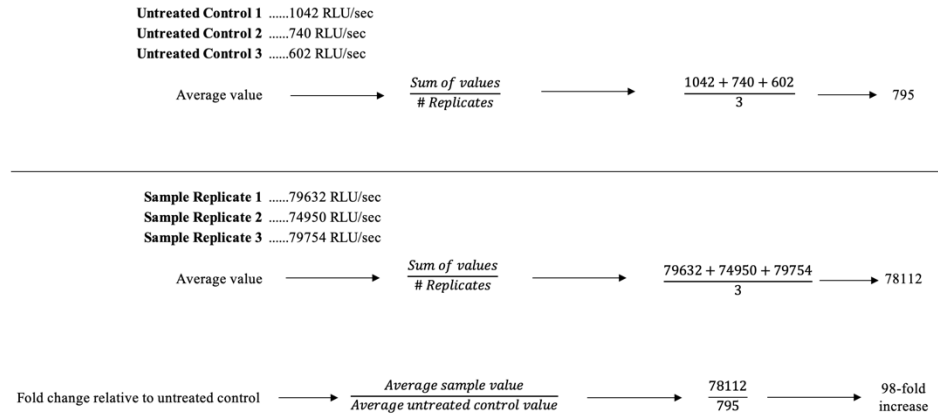 Untreated Control 1 ......1042 RLU/sec
Untreated Control 2 ......740 RLU/sec
Untreated Control 3 ......602 RLU/sec
Average value
Sum of values
# Replicates
1042 + 740 + 602
3
795
Sample Replicate 1 ......79632 RLU/sec
Sample Replicate 2 ......74950 RLU/sec
Sample Replicate 3 ......79754 RLU/sec
Average value
Sum of values
# Replicates
79632 + 74950 + 79754
3
78112
Fold change relative to untreated control
Average sample value
Average untreated control value
78112
795
98-fold
increase